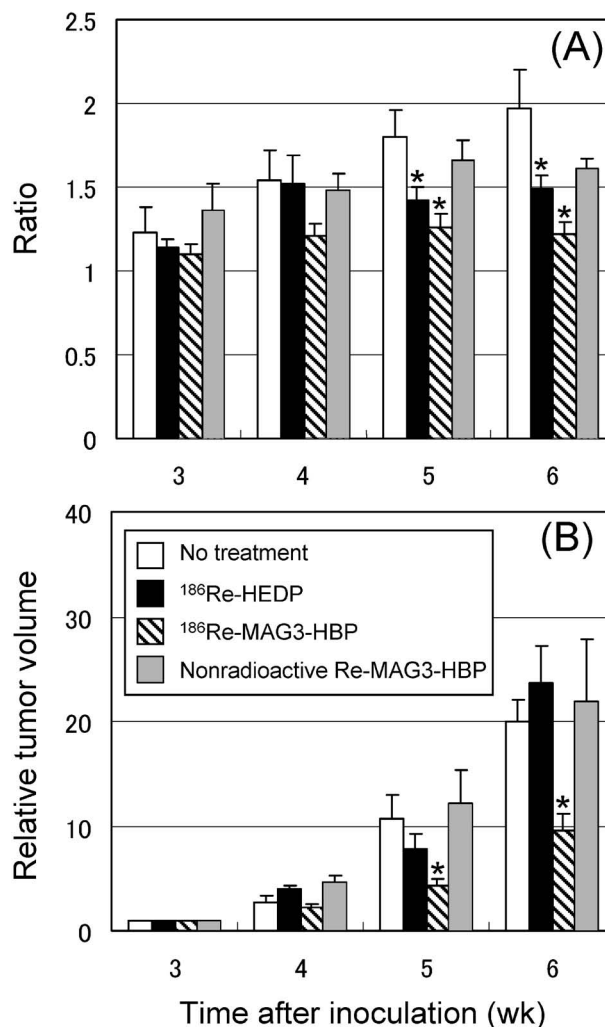 (A)
Ratio
2.5
2
1.5
1
0.5
0
* *
* *
3 4 5 6
(B)
Relative tumor volume
40
30
20
10
0
No treatment
¹⁸⁶Re-HEDP
¹⁸⁶Re-MAG3-HBP
Nonradioactive Re-MAG3-HBP
*
*
3 4 5 6
Time after inoculation (wk)